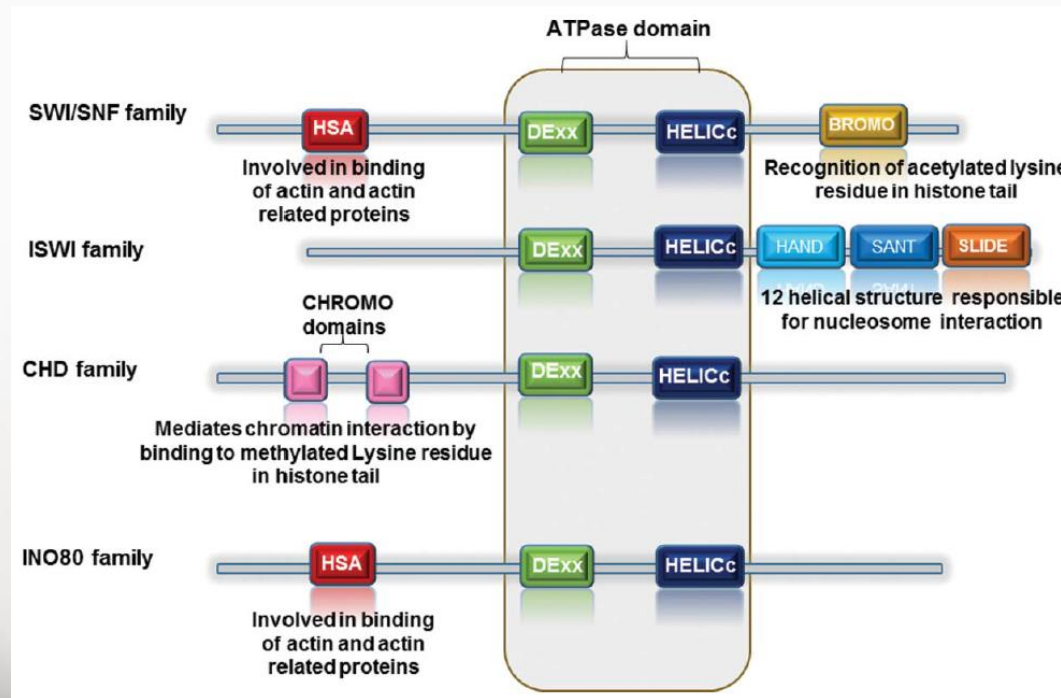 ATPase domain
SWI/SNF family
HSA
DExx
HELICc
BROMO
Involved in binding
of actin and actin
related proteins
Recognition of acetylated lysine
residue in histone tail
ISWI family
DExx
HELICc
HAND
SANT
SLIDE
12 helical structure responsible
for nucleosome interaction
CHROMO
domains
CHD family
DExx
HELICc
Mediates chromatin interaction by
binding to methylated Lysine residue
in histone tail
INO80 family
HSA
DExx
HELICc
Involved in binding
of actin and actin
related proteins